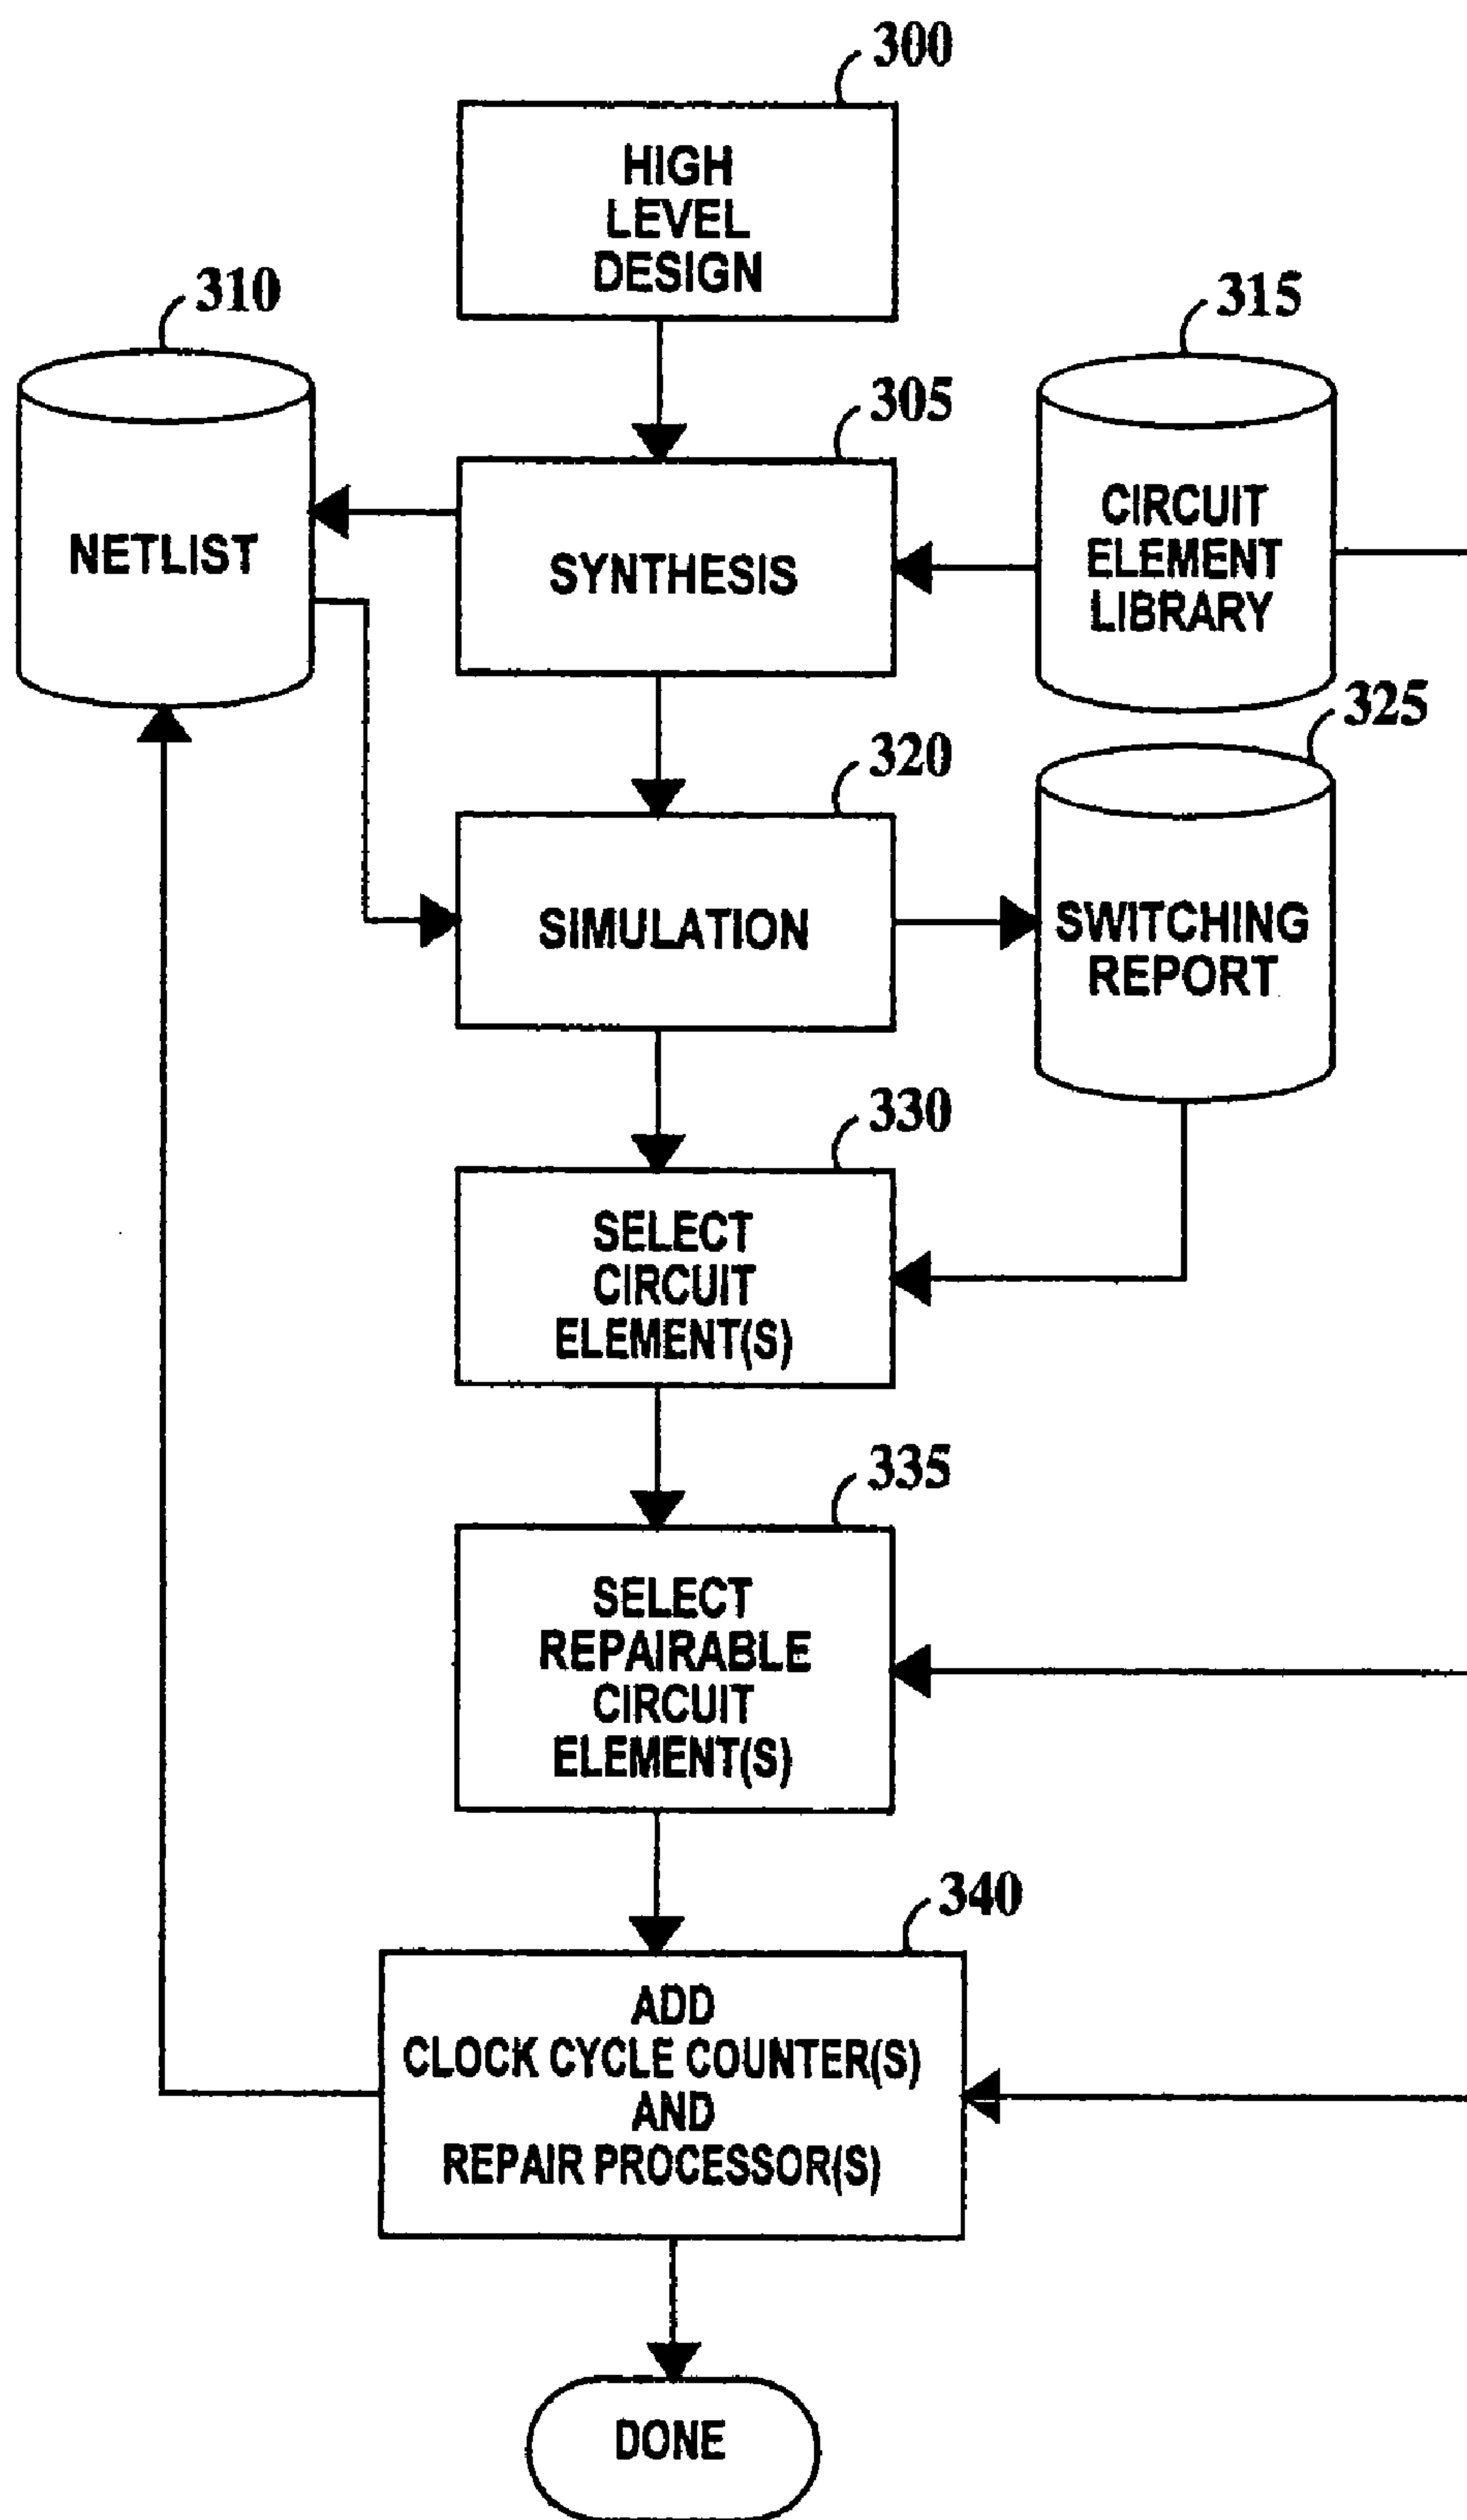 300
HIGH
LEVEL
DESIGN
310
315
305
NETLIST
SYNTHESIS
CIRCUIT
ELEMENT
LIBRARY
325
320
SIMULATION
SWITCHING
REPORT
330
SELECT
CIRCUIT
ELEMENT(S)
335
SELECT
REPAIRABLE
CIRCUIT
ELEMENT(S)
340
ADD
CLOCK CYCLE COUNTER(S)
AND
REPAIR PROCESSOR(S)
DONE